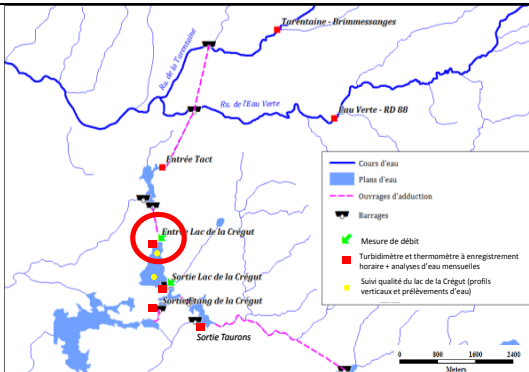 Tarentaine - Brimmessanges
Ru. de la Tarentaine
Ru. de l'Eau Verte
Eau Verte - RD 88
Entrée Tact
Entrée Lac de la Crégut
Sortie Lac de la Crégut
Sortie Etang de la Crégut
Sortie Taurons
Cours d'eau
Plans d'eau
Ouvrages d'adduction
Barrages
Mesure de débit
Turbidimètre et thermomètre à enregistrement
horaire + analyses d'eau mensuelles
Suivi qualité du lac de la Crégut (profils
verticaux et prélèvements d'eau)
0 800 1600 2400
Meters